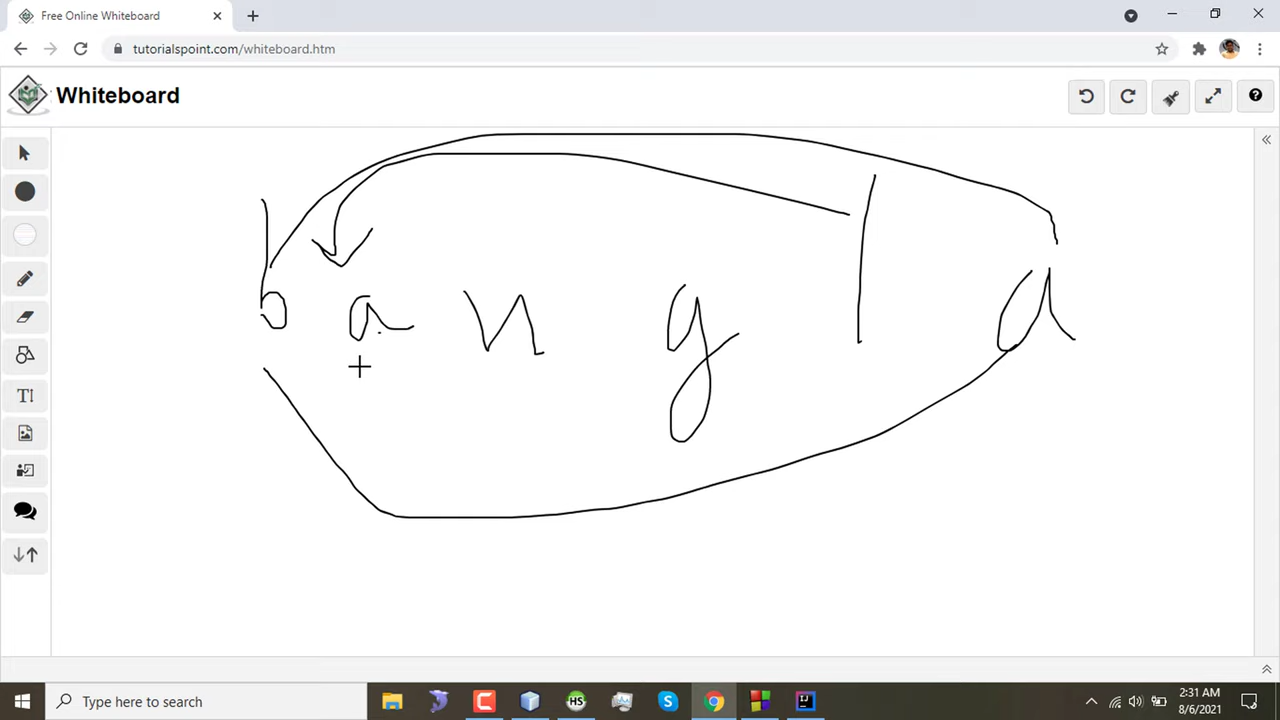 Free Online Whiteboard
tutorialspoint.com/whiteboard.htm
Whiteboard
b a n g l a
TI
Type here to search
HS
2:31 AM
8/6/2021